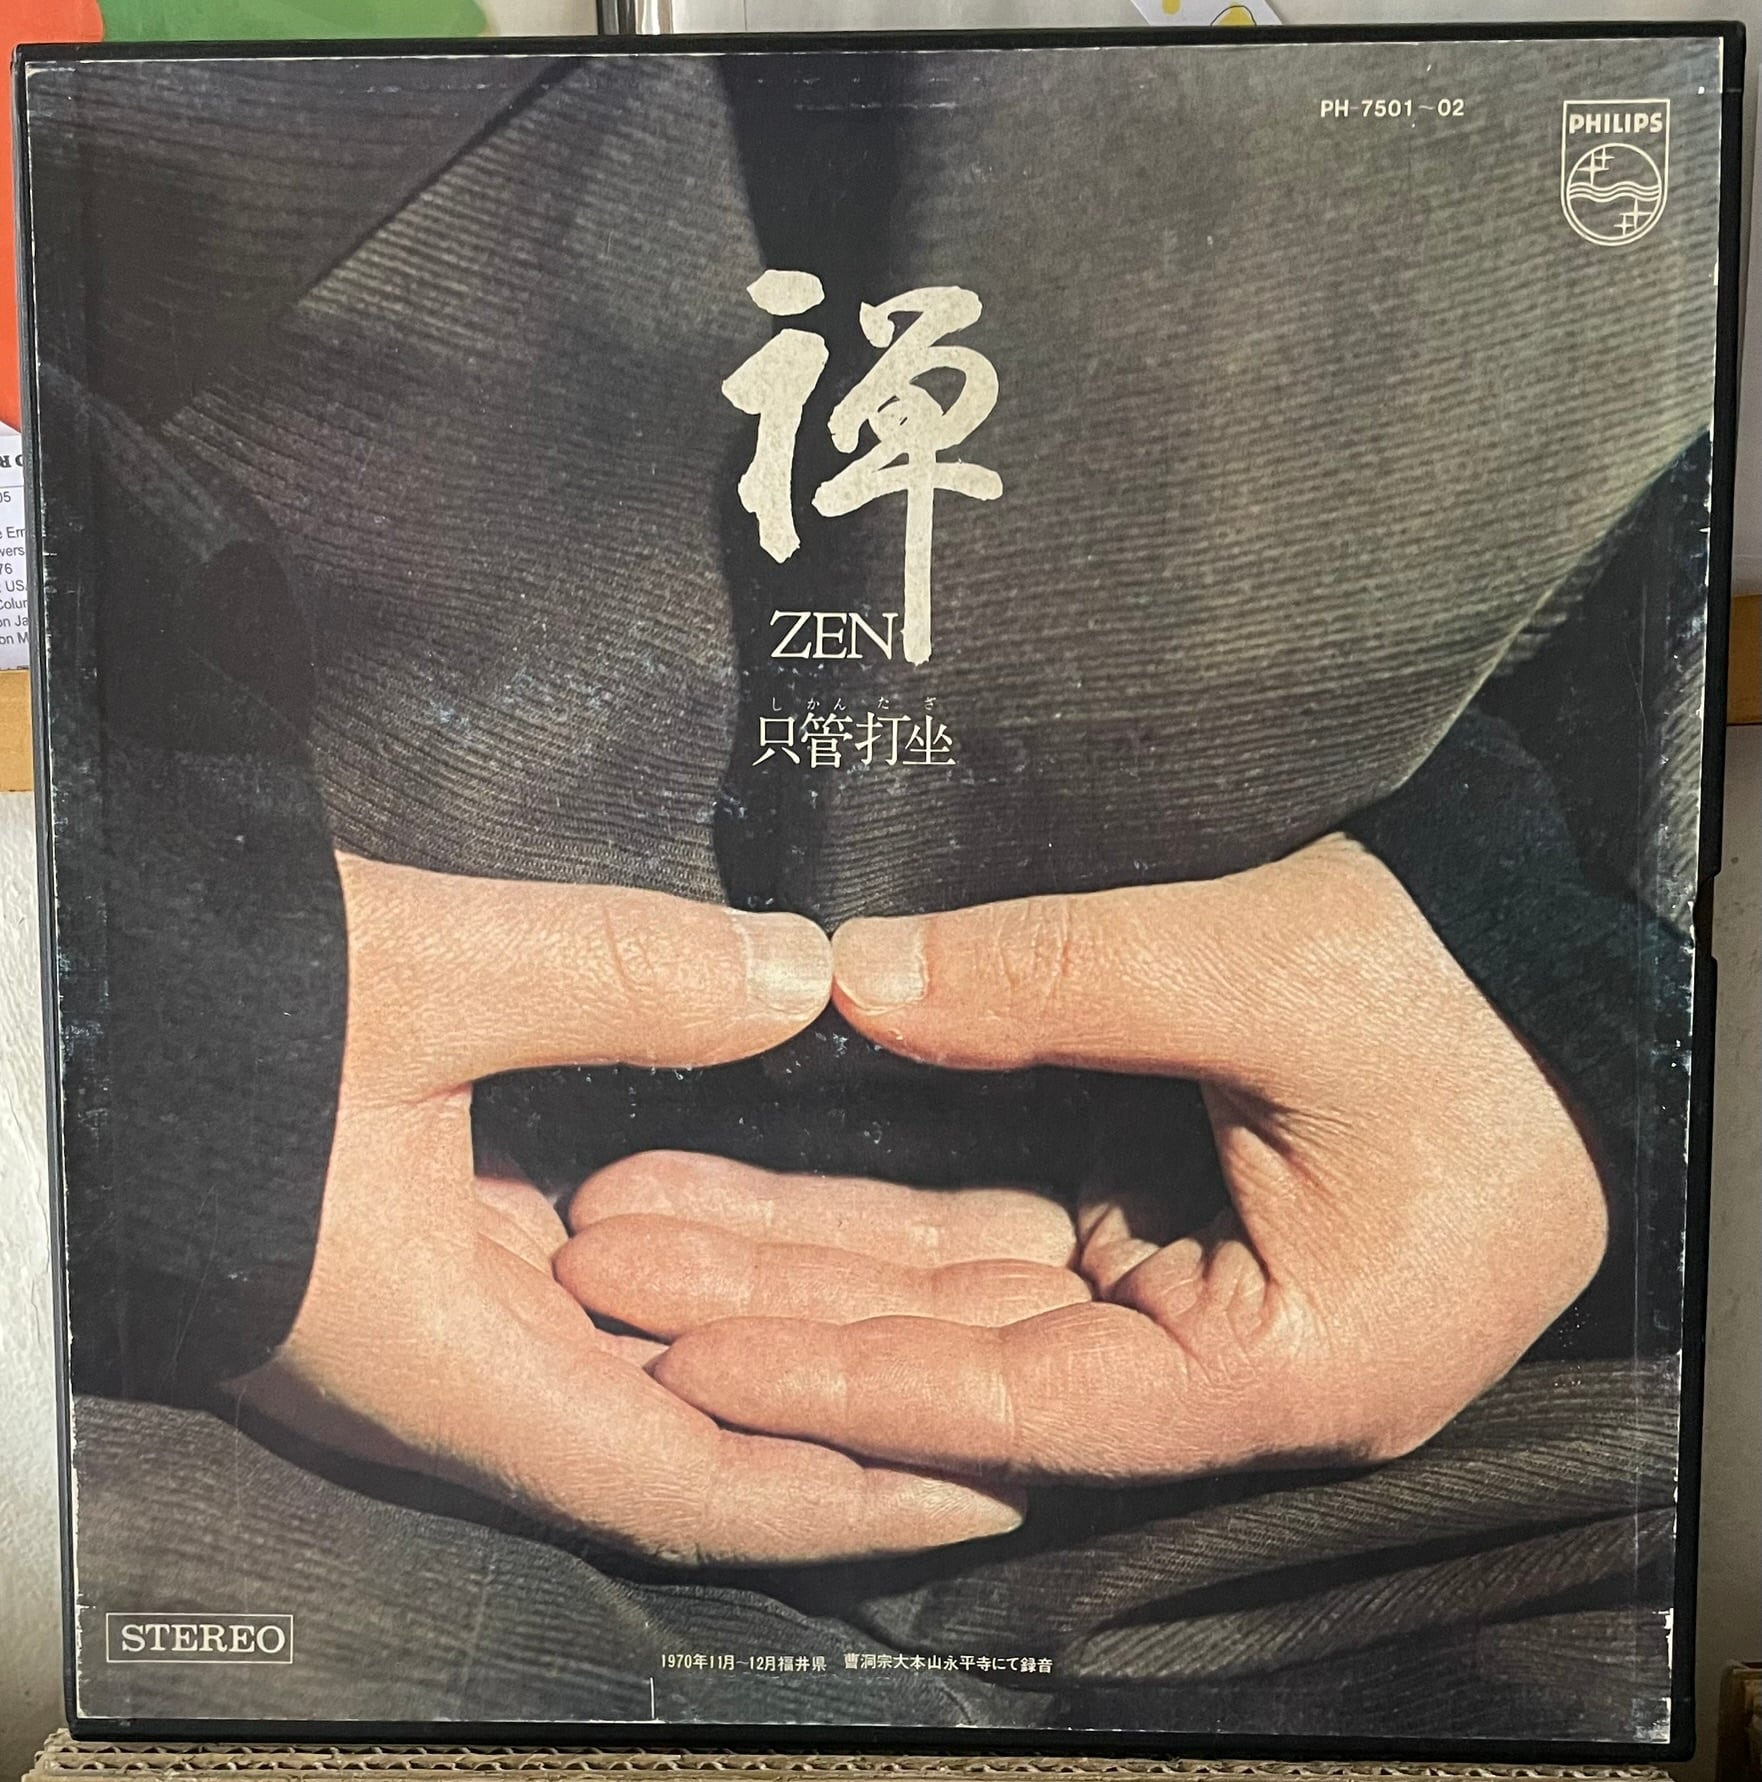 PH-7501~02
PHILIPS
禅
ZEN
しかんたざ
只管打坐
STEREO
1970年11月~12月福井県 曹洞宗大本山永平寺にて録音
05
76